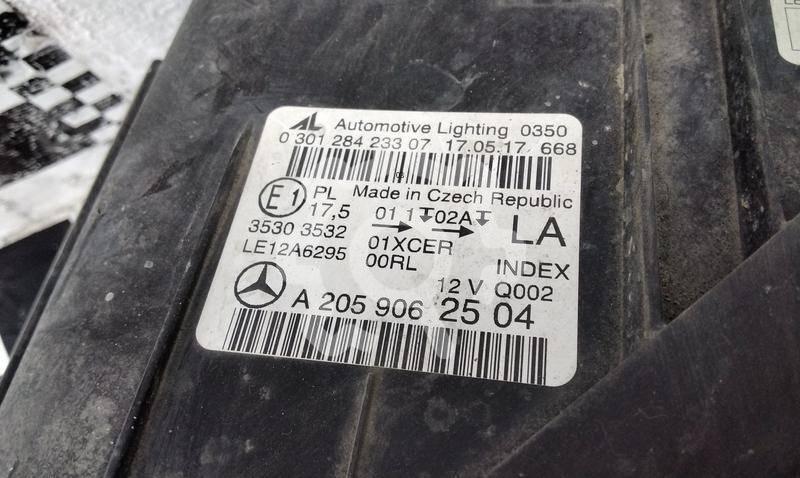 AL Automotive Lighting 0350
0 301 284 233 07 17.05.17 668
E1 PL Made in Czech Republic
17,5 01 1 02A LA
3530 3532 01XCER
LE12A6295 00RL INDEX
12 V Q002
A 205 906 25 04